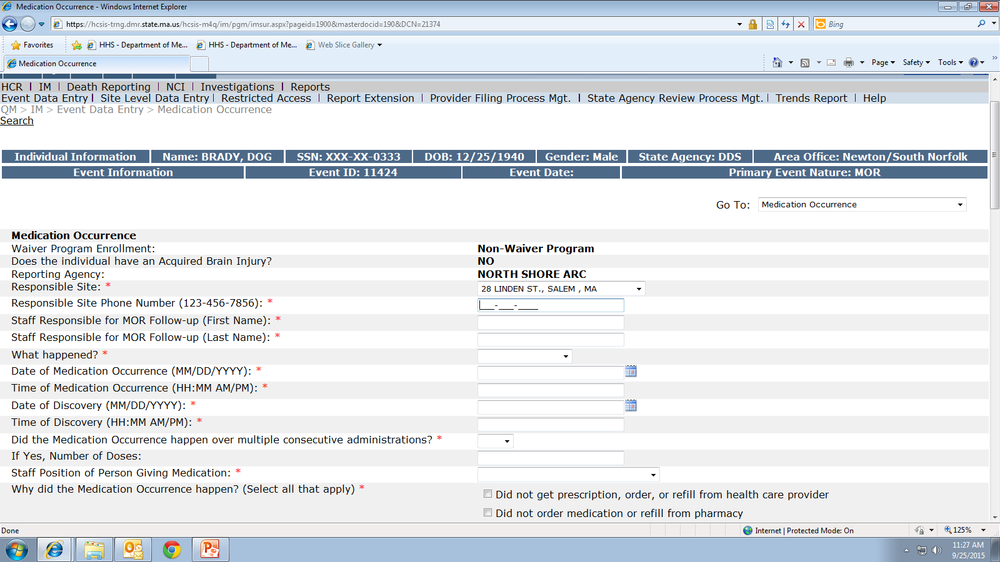 Medication Occurrence - Windows Internet Explorer
https://hcsis-trng.dmr.state.ma.us/hcsis-m4q/im/pgm/imsur.aspx?pageid=1900&masterdocid=190&DCN=21374
Bing
Favorites HHS - Department of Me... HHS - Department of Me... Web Slice Gallery
Medication Occurrence
Page Safety Tools »
HCR | IM | Death Reporting | NCI | Investigations | Reports
Event Data Entry | Site Level Data Entry | Restricted Access | Report Extension | Provider Filing Process Mgt. | State Agency Review Process Mgt. | Trends Report | Help
QM > IM > Event Data Entry > Medication Occurrence
Search
Individual Information Name: BRADY, DOG SSN: XXX-XX-0333 DOB: 12/25/1940 Gender: Male State Agency: DDS Area Office: Newton/South Norfolk
Event Information Event ID: 11424 Event Date: Primary Event Nature: MOR
Go To: Medication Occurrence
Medication Occurrence
Waiver Program Enrollment: Non-Waiver Program
Does the individual have an Acquired Brain Injury? NO
Reporting Agency: NORTH SHORE ARC
Responsible Site: * 28 LINDEN ST., SALEM , MA
Responsible Site Phone Number (123-456-7856): * ___-___-____
Staff Responsible for MOR Follow-up (First Name): *
Staff Responsible for MOR Follow-up (Last Name): *
What happened? *
Date of Medication Occurrence (MM/DD/YYYY): *
Time of Medication Occurrence (HH:MM AM/PM): *
Date of Discovery (MM/DD/YYYY): *
Time of Discovery (HH:MM AM/PM): *
Did the Medication Occurrence happen over multiple consecutive administrations? *
If Yes, Number of Doses:
Staff Position of Person Giving Medication: *
Why did the Medication Occurrence happen? (Select all that apply) *
Did not get prescription, order, or refill from health care provider
Did not order medication or refill from pharmacy
Done Internet | Protected Mode: On 125%
11:27 AM
9/25/2015